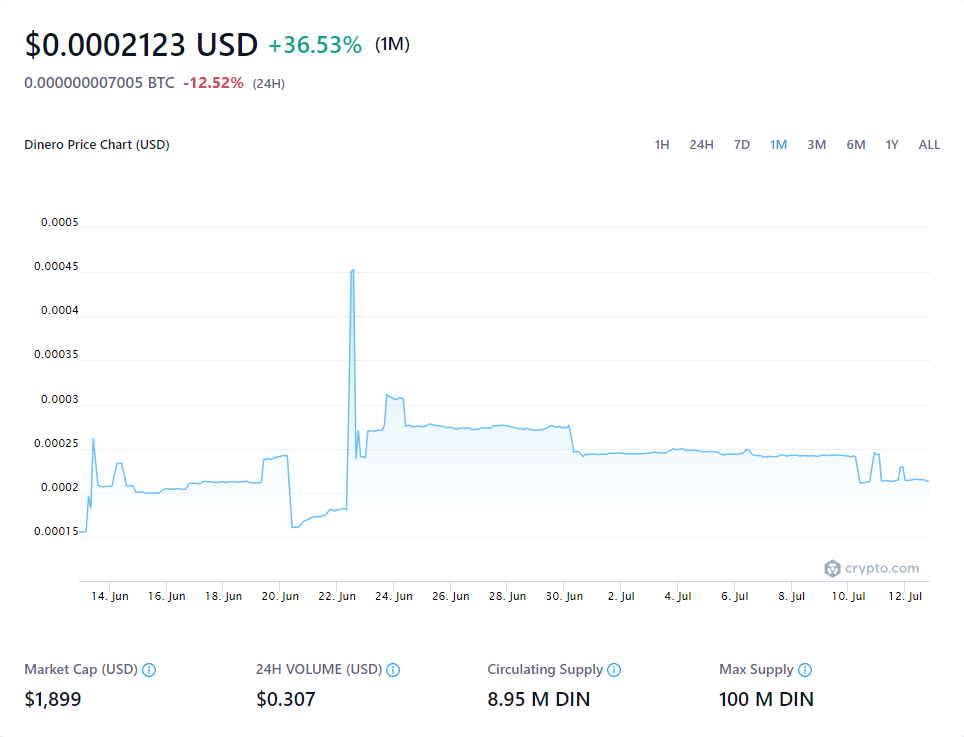 $0.0002123 USD +36.53% (1M)
0.000000007005 BTC -12.52% (24H)
Dinero Price Chart (USD) 1H 24H 7D 1M 3M 6M 1Y ALL
0.0005
0.00045
0.0004
0.00035
0.0003
0.00025
0.0002
0.00015
crypto.com
14. Jun 16. Jun 18. Jun 20. Jun 22. Jun 24. Jun 26. Jun 28. Jun 30. Jun 2. Jul 4. Jul 6. Jul 8. Jul 10. Jul 12. Jul
Market Cap (USD) 24H VOLUME (USD) Circulating Supply Max Supply
$1,899 $0.307 8.95 M DIN 100 M DIN